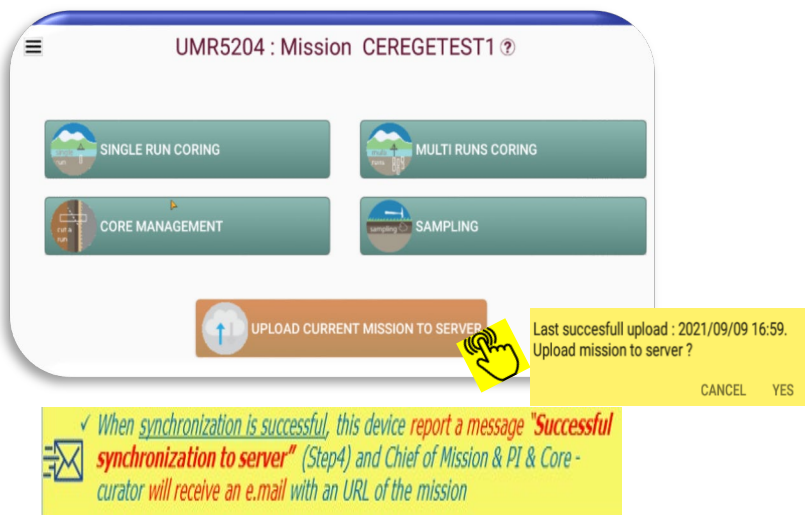 UMR5204 : Mission CEREGETEST1 ?
SINGLE RUN CORING
MULTI RUNS CORING
CORE MANAGEMENT
SAMPLING
sampling
UPLOAD CURRENT MISSION TO SERVER
Last succesfull upload : 2021/09/09 16:59.
Upload mission to server ?
CANCEL YES
✓ When synchronization is successful, this device report a message "Successful
synchronization to server" (Step4) and Chief of Mission & PI & Core -
curator will receive an e.mail with an URL of the mission